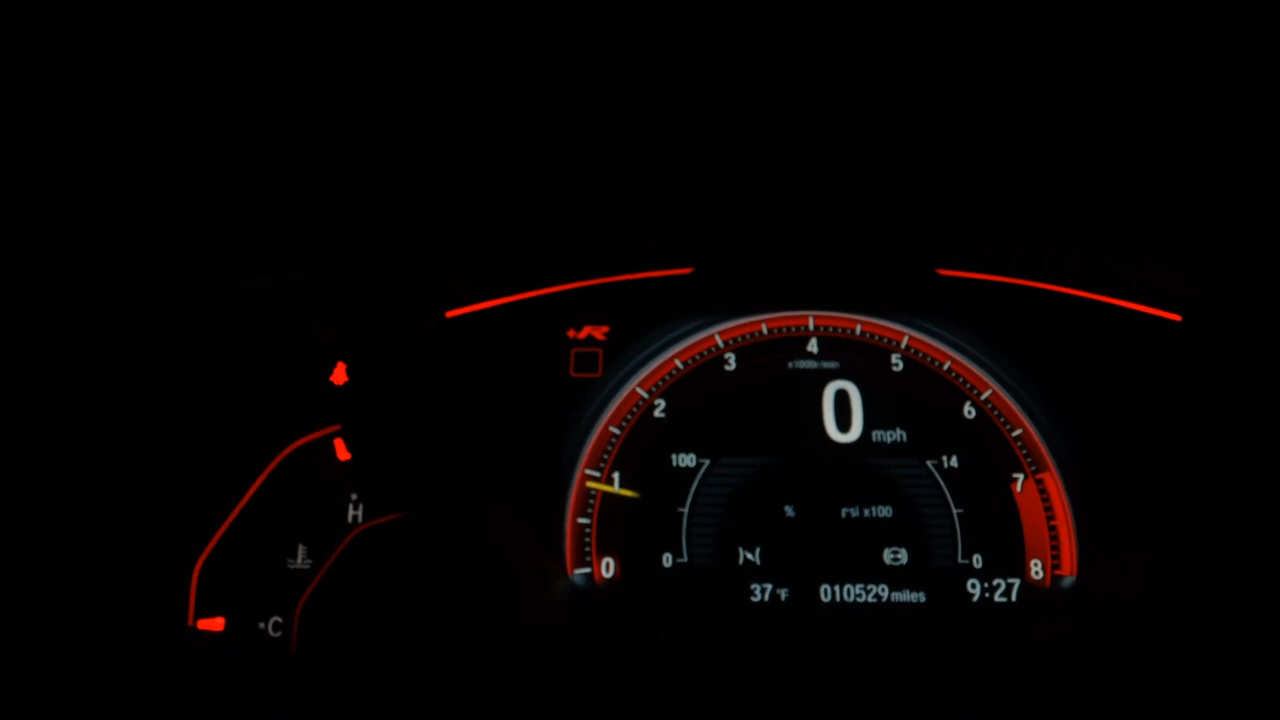 +R
4
3 5
x1000r/min
2 0 6
mph
100 14
1 7
% psi x100
H
0 0
0 8
37°F 010529 miles 9:27
C